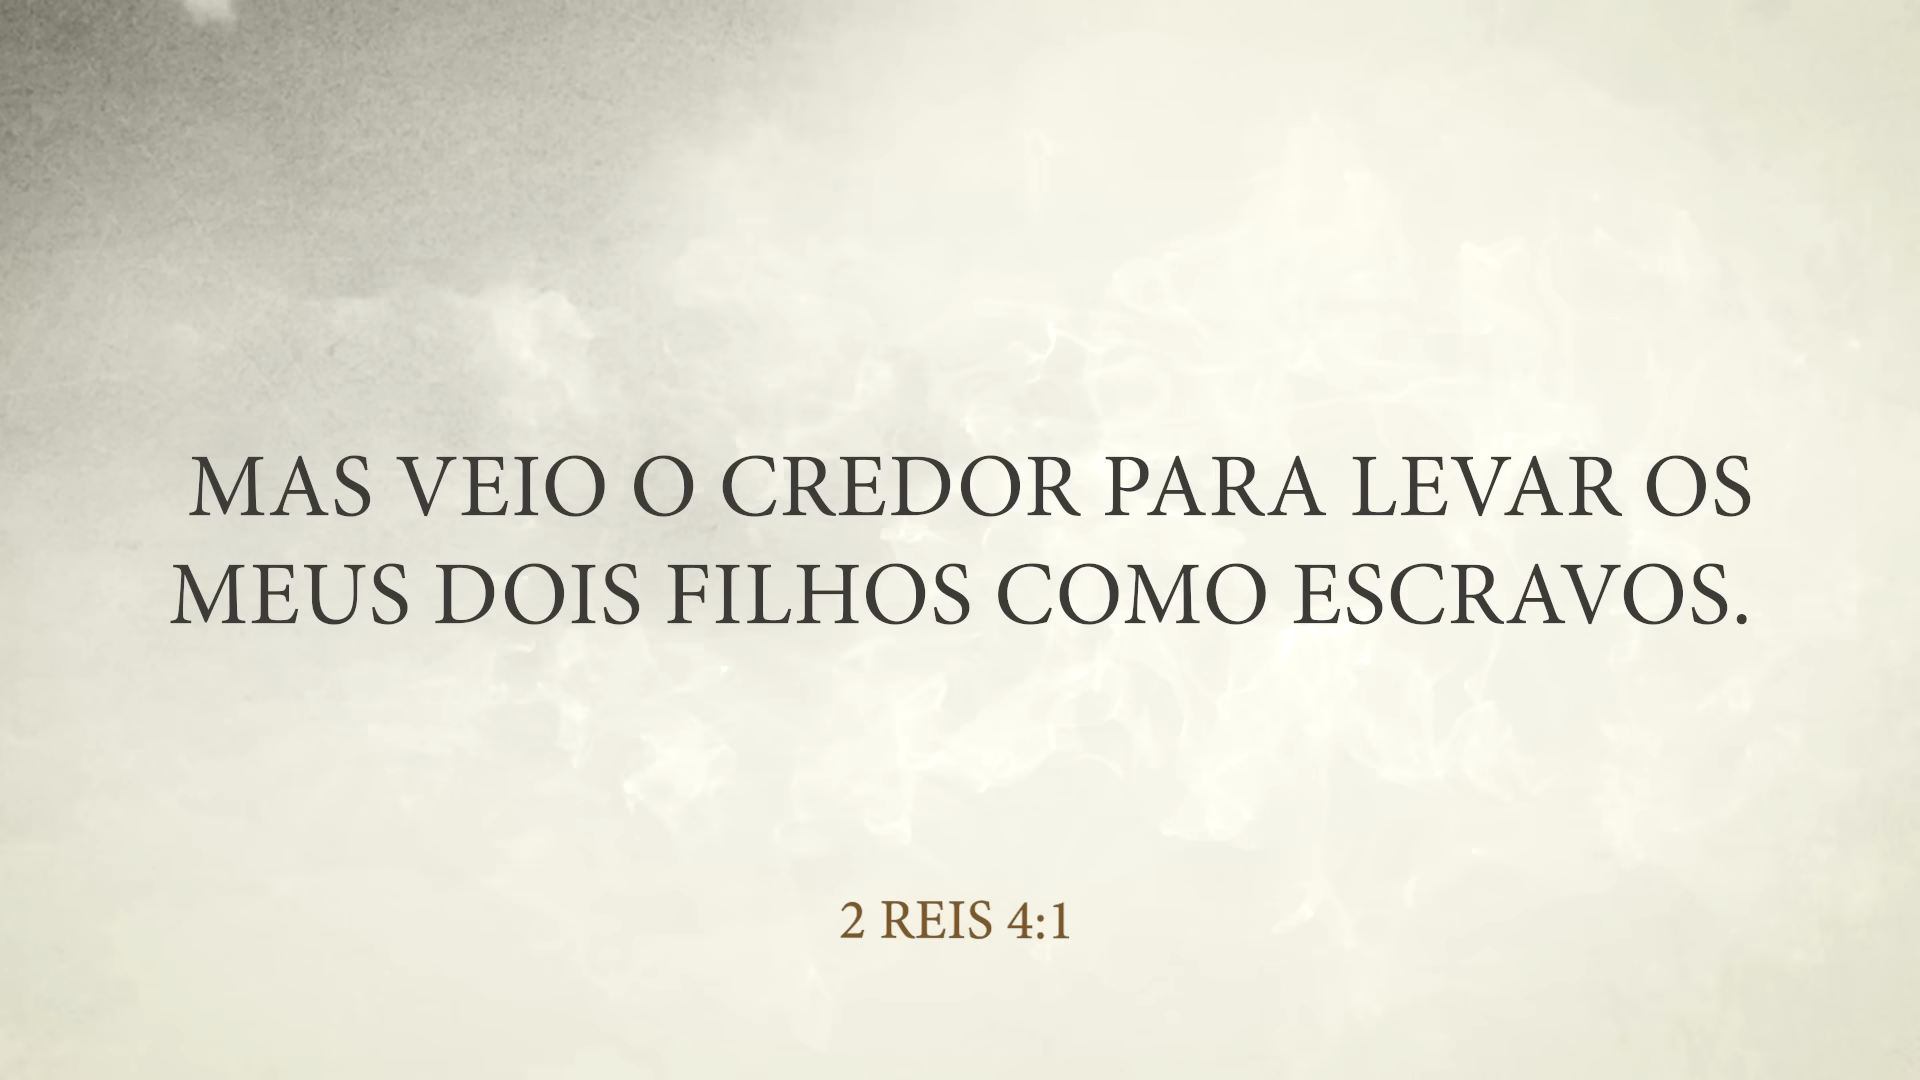 MAS VEIO O CREDOR PARA LEVAR OS
MEUS DOIS FILHOS COMO ESCRAVOS.
2 REIS 4:1